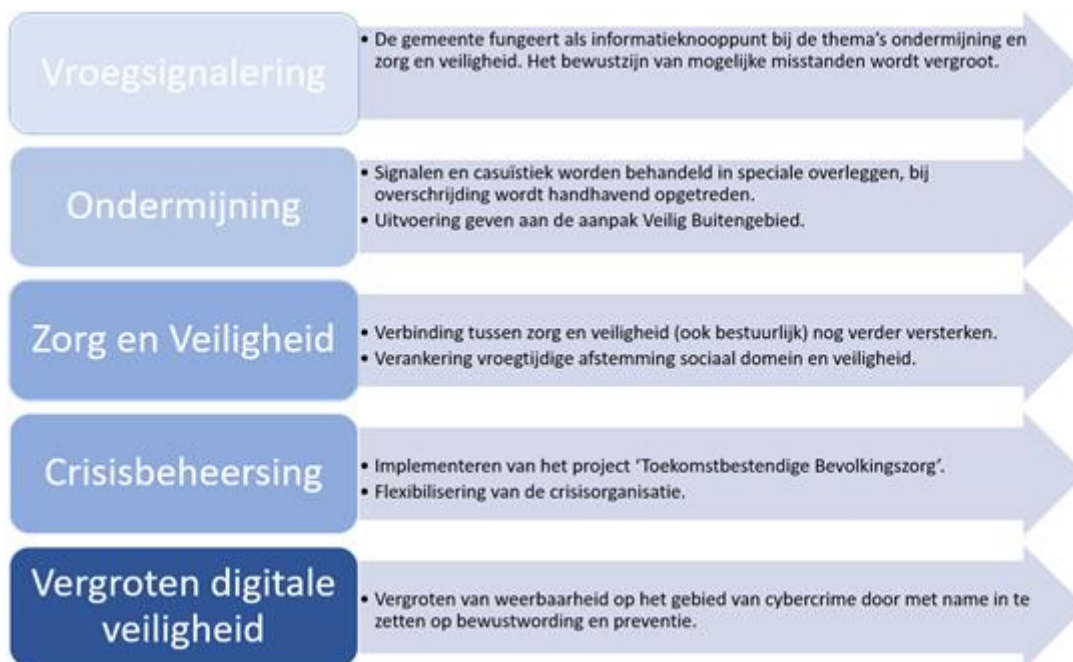 Vroegsignalering
• De gemeente fungeert als informatieknooppunt bij de thema's ondermijning en
zorg en veiligheid. Het bewustzijn van mogelijke misstanden wordt vergroot.
Ondermijning
• Signalen en casuïstiek worden behandeld in speciale overleggen, bij
overschrijding wordt handhavend opgetreden.
• Uitvoering geven aan de aanpak Veilig Buitengebied.
Zorg en Veiligheid
• Verbinding tussen zorg en veiligheid (ook bestuurlijk) nog verder versterken.
• Verankering vroegtijdige afstemming sociaal domein en veiligheid.
Crisisbeheersing
• Implementeren van het project 'Toekomstbestendige Bevolkingszorg'.
• Flexibilisering van de crisisorganisatie.
Vergroten digitale
veiligheid
• Vergroten van weerbaarheid op het gebied van cybercrime door met name in te
zetten op bewustwording en preventie.